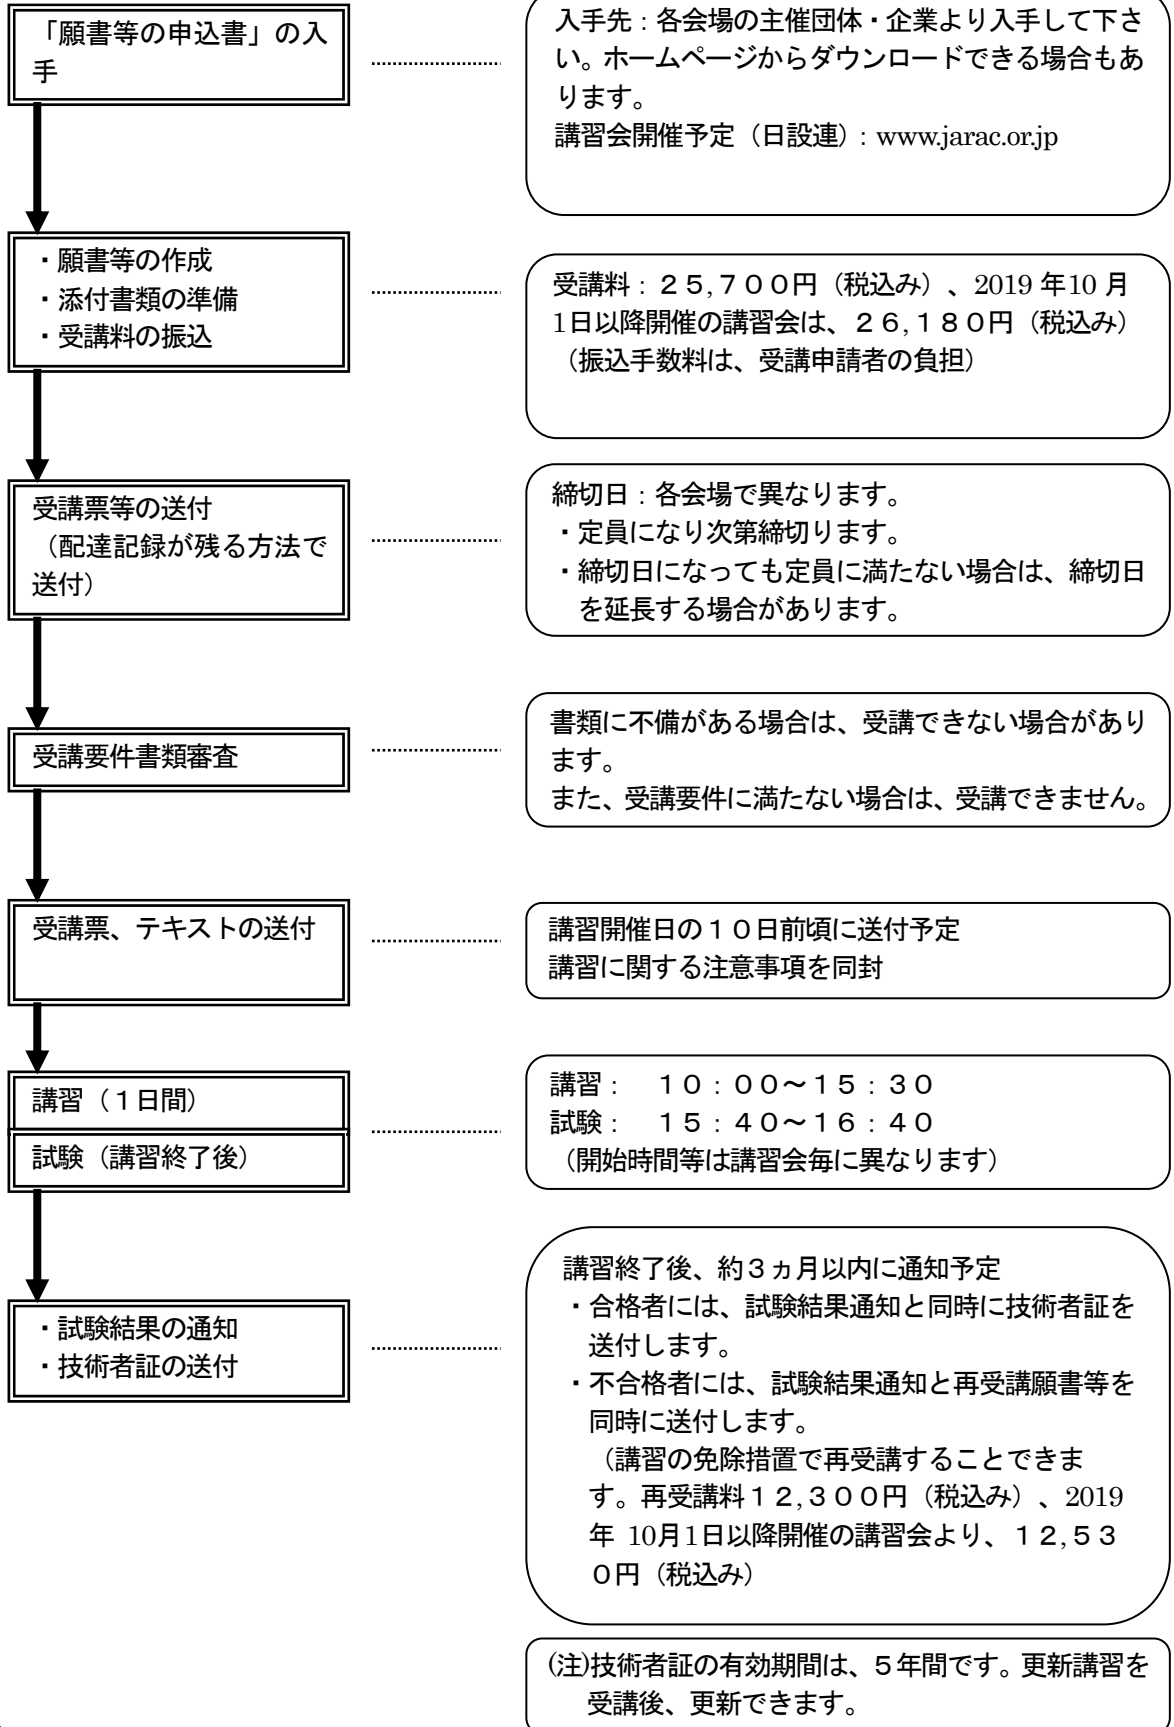 「願書等の申込書」の入
手
入手先：各会場の主催団体・企業より入手して下さ
い。ホームページからダウンロードできる場合もあ
ります。
講習会開催予定（日設連）：www.jarac.or.jp
・願書等の作成
・添付書類の準備
・受講料の振込
受講料：２５,７００円（税込み）、2019 年10 月
1日以降開催の講習会は、２６,１８０円（税込み）
（振込手数料は、受講申請者の負担）
受講票等の送付
（配達記録が残る方法で
送付）
締切日：各会場で異なります。
・定員になり次第締切ります。
・締切日になっても定員に満たない場合は、締切日
を延長する場合があります。
受講要件書類審査
書類に不備がある場合は、受講できない場合があり
ます。
また、受講要件に満たない場合は、受講できません。
受講票、テキストの送付
講習開催日の１０日前頃に送付予定
講習に関する注意事項を同封
講習（１日間）
試験（講習終了後）
講習：　１０：００～１５：３０
試験：　１５：４０～１６：４０
（開始時間等は講習会毎に異なります）
・試験結果の通知
・技術者証の送付
講習終了後、約３ヵ月以内に通知予定
・合格者には、試験結果通知と同時に技術者証を
送付します。
・不合格者には、試験結果通知と再受講願書等を
同時に送付します。
（講習の免除措置で再受講することできま
す。再受講料１２,３００円（税込み）、2019
年 10月1日以降開催の講習会より、１２,５３
０円（税込み）
(注)技術者証の有効期間は、５年間です。更新講習を
受講後、更新できます。